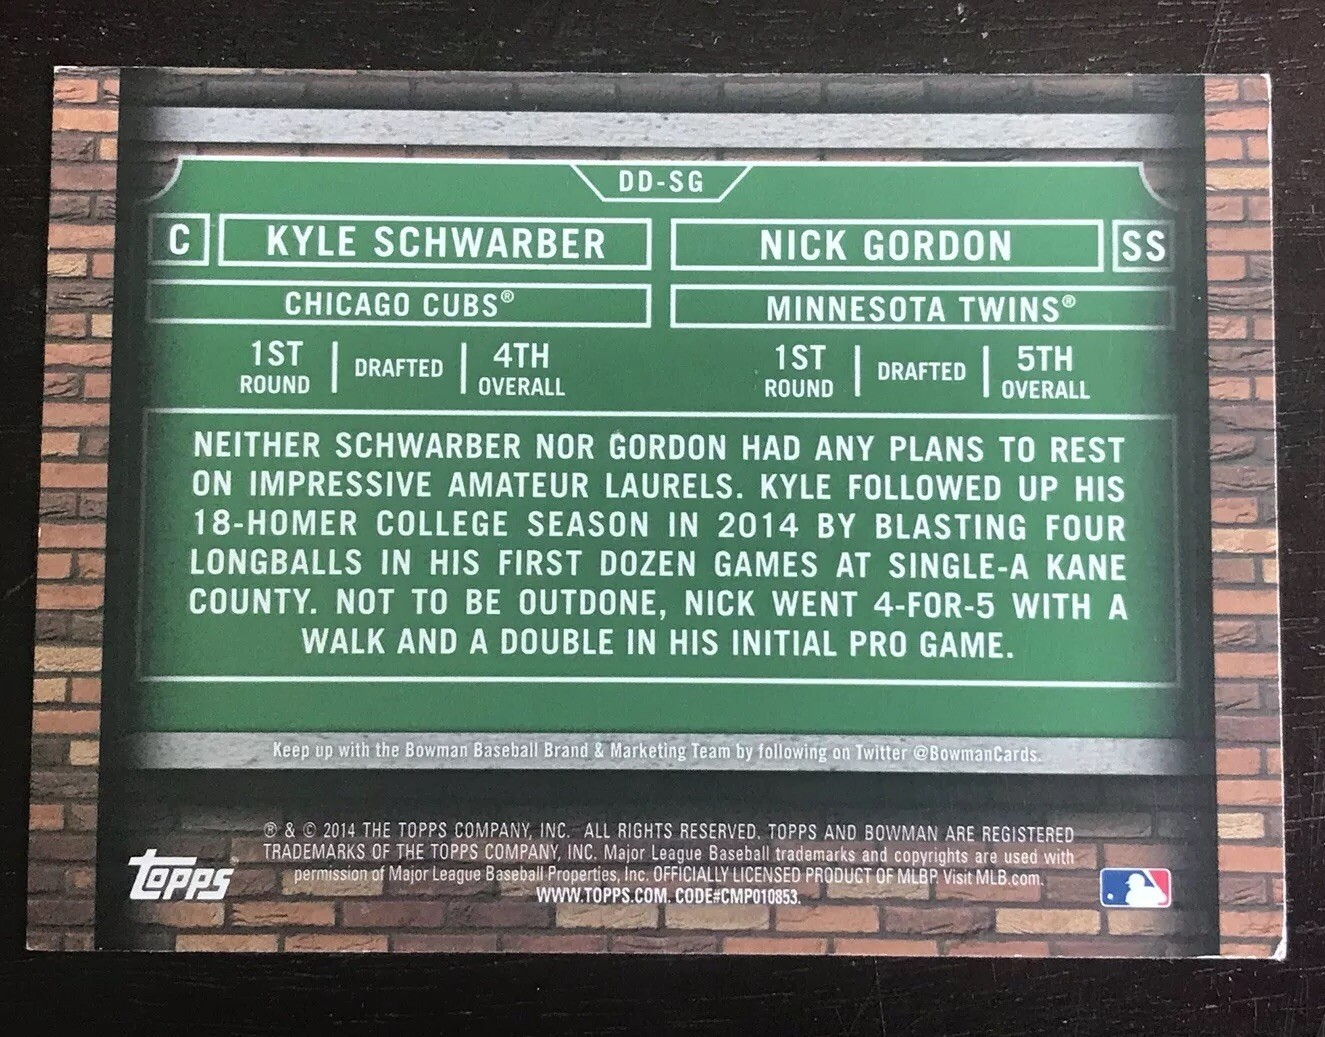 DD-SG
C KYLE SCHWARBER NICK GORDON SS
CHICAGO CUBS® MINNESOTA TWINS®
1ST ROUND | DRAFTED | 4TH OVERALL 1ST ROUND | DRAFTED | 5TH OVERALL
NEITHER SCHWARBER NOR GORDON HAD ANY PLANS TO REST
ON IMPRESSIVE AMATEUR LAURELS. KYLE FOLLOWED UP HIS
18-HOMER COLLEGE SEASON IN 2014 BY BLASTING FOUR
LONGBALLS IN HIS FIRST DOZEN GAMES AT SINGLE-A KANE
COUNTY. NOT TO BE OUTDONE, NICK WENT 4-FOR-5 WITH A
WALK AND A DOUBLE IN HIS INITIAL PRO GAME.
Keep up with the Bowman Baseball Brand & Marketing Team by following on Twitter @BowmanCards.
® & © 2014 THE TOPPS COMPANY, INC. ALL RIGHTS RESERVED. TOPPS AND BOWMAN ARE REGISTERED
TRADEMARKS OF THE TOPPS COMPANY, INC. Major League Baseball trademarks and copyrights are used with
permission of Major League Baseball Properties, Inc. OFFICIALLY LICENSED PRODUCT OF MLBP. Visit MLB.com.
WWW.TOPPS.COM. CODE#CMP010853.
Topps